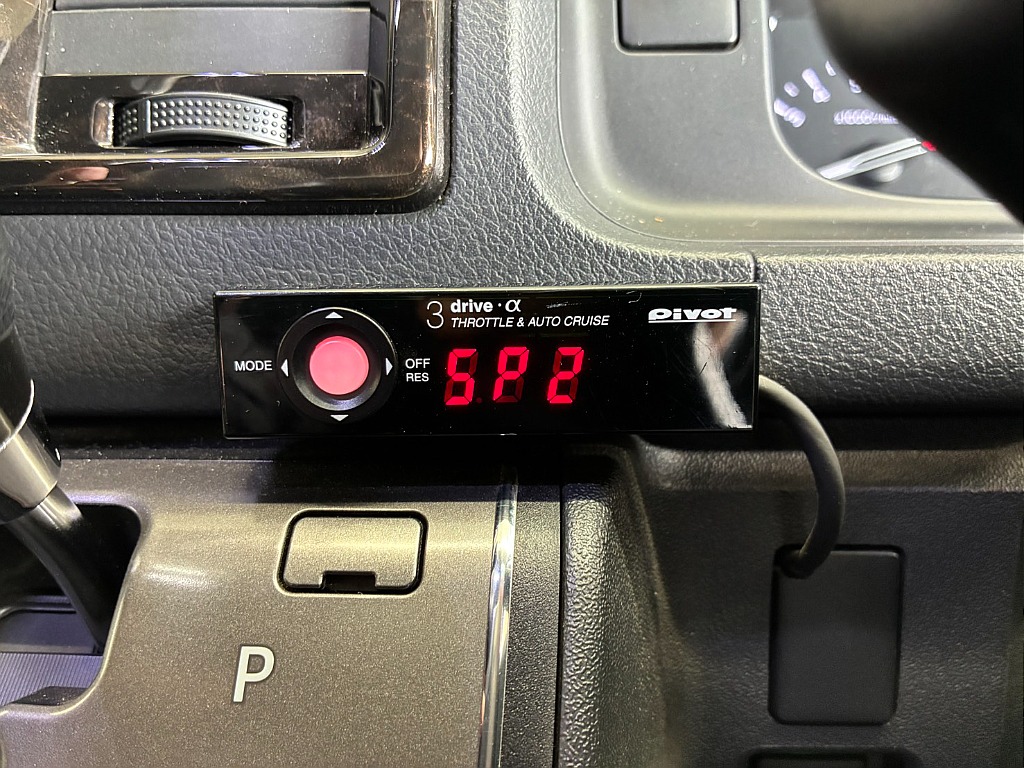 3 drive・α
THROTTLE & AUTO CRUISE
Pivot
MODE
OFF
RES
SP2
P